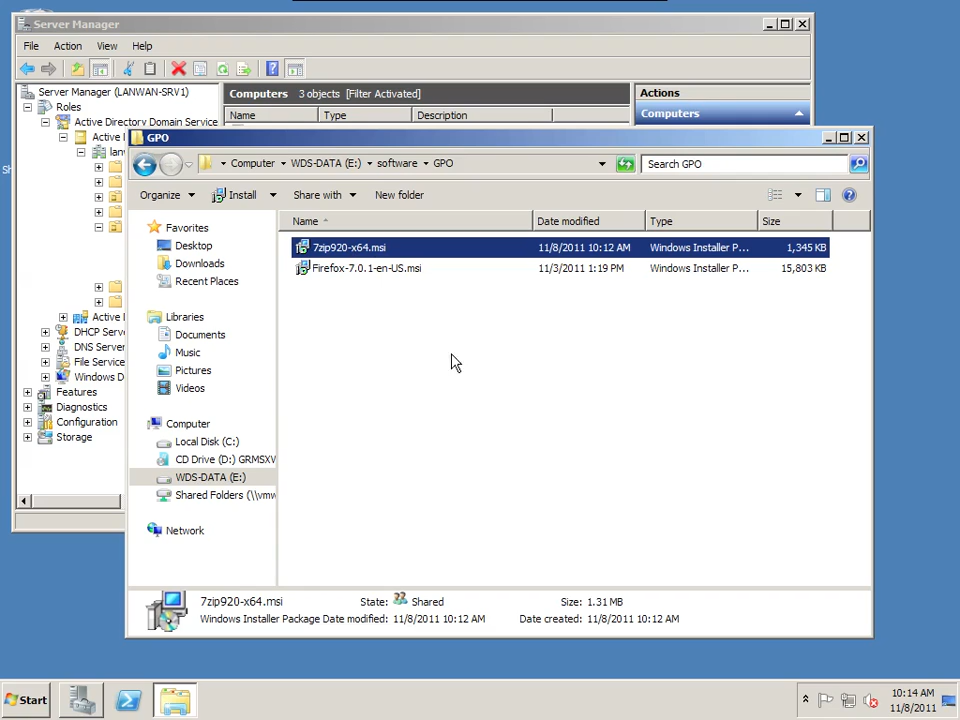 Server Manager
File Action View Help
Server Manager (LANWAN-SRV1)
Roles
Active Directory Domain Service
Active
lan
Active
DHCP Serve
DNS Server
File Service
Windows D
Features
Diagnostics
Configuration
Storage
Computers 3 objects [Filter Activated]
Name Type Description
Actions
Computers
GPO
Computer WDS-DATA (E:) software GPO
Search GPO
Organize Install Share with New folder
Favorites
Desktop
Downloads
Recent Places
Libraries
Documents
Music
Pictures
Videos
Computer
Local Disk (C:)
CD Drive (D:) GRMSXV
WDS-DATA (E:)
Shared Folders (\\vmw
Network
Name Date modified Type Size
7zip920-x64.msi 11/8/2011 10:12 AM Windows Installer P... 1,345 KB
Firefox-7.0.1-en-US.msi 11/3/2011 1:19 PM Windows Installer P... 15,803 KB
7zip920-x64.msi State: Shared Size: 1.31 MB
Windows Installer Package Date modified: 11/8/2011 10:12 AM Date created: 11/8/2011 10:12 AM
Start
10:14 AM
11/8/2011